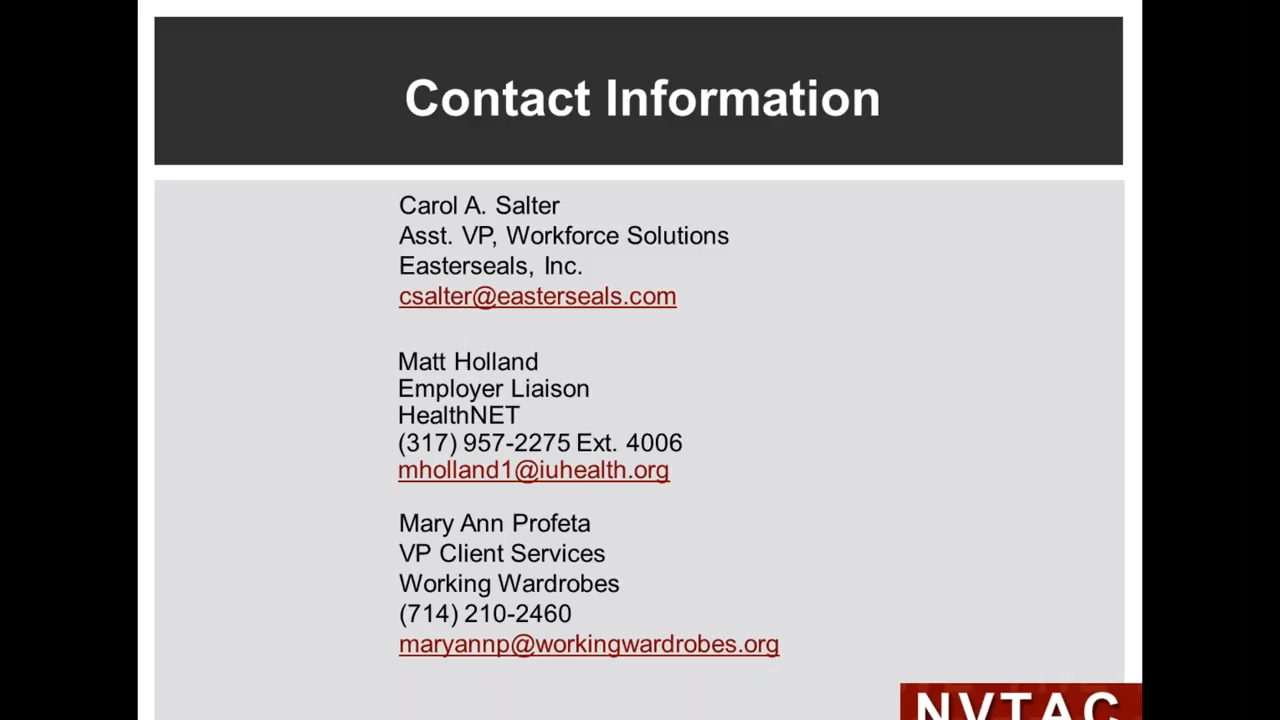 Contact Information
Carol A. Salter
Asst. VP, Workforce Solutions
Easterseals, Inc.
csalter@easterseals.com
Matt Holland
Employer Liaison
HealthNET
(317) 957-2275 Ext. 4006
mholland1@iuhealth.org
Mary Ann Profeta
VP Client Services
Working Wardrobes
(714) 210-2460
maryannp@workingwardrobes.org
NVTAC